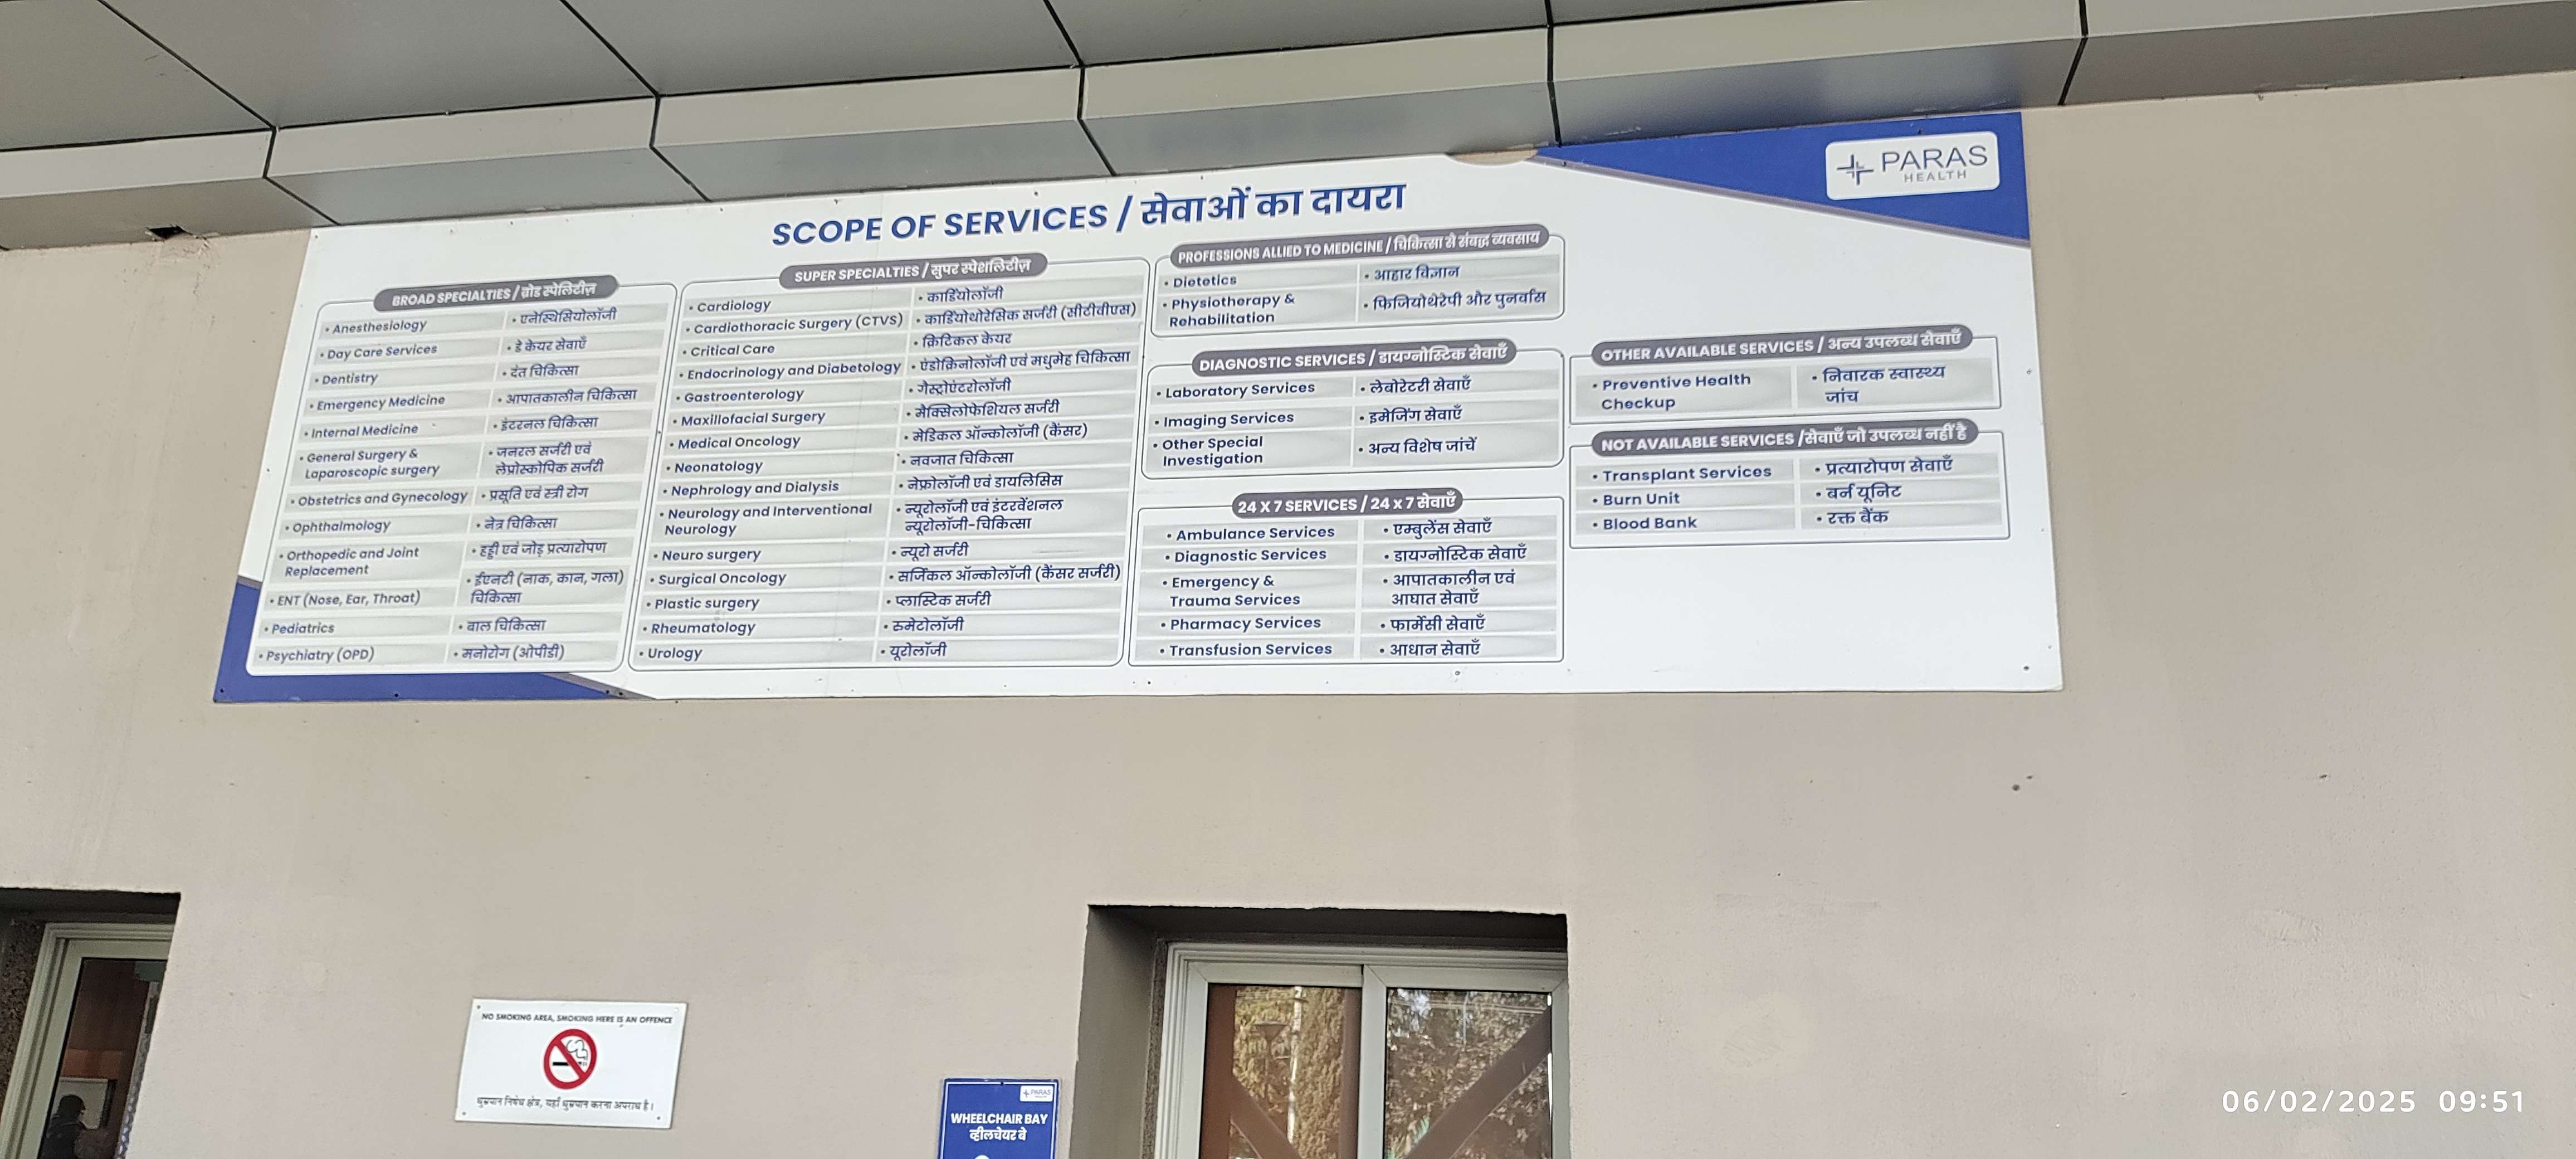 PARAS
HEALTH
SCOPE OF SERVICES / सेवाओं का दायरा
BROAD SPECIALTIES / ब्रोड स्पेलिटीज़
• Anesthesiology • एनेस्थिसियोलॉजी
• Day Care Services • डे केयर सेवाएँ
• Dentistry • दंत चिकित्सा
• Emergency Medicine • आपातकालीन चिकित्सा
• Internal Medicine • इंटरनल चिकित्सा
• General Surgery & • जनरल सर्जरी एवं
Laparoscopic surgery लेप्रोस्कोपिक सर्जरी
• Obstetrics and Gynecology • प्रसूति एवं स्त्री रोग
• Ophthalmology • नेत्र चिकित्सा
• Orthopedic and Joint • हड्डी एवं जोड़ प्रत्यारोपण
Replacement
• ENT (Nose, Ear, Throat) • ईएनटी (नाक, कान, गला)
चिकित्सा
• Pediatrics • बाल चिकित्सा
• Psychiatry (OPD) • मनोरोग (ओपीडी)
SUPER SPECIALTIES / सुपर स्पेशलिटीज़
• Cardiology • कार्डियोलॉजी
• Cardiothoracic Surgery (CTVS) • कार्डियोथोरेसिक सर्जरी (सीटीवीएस)
• Critical Care • क्रिटिकल केयर
• Endocrinology and Diabetology • एंडोक्रिनोलॉजी एवं मधुमेह चिकित्सा
• Gastroenterology • गैस्ट्रोएंटरोलॉजी
• Maxillofacial Surgery • मैक्सिलोफेशियल सर्जरी
• Medical Oncology • मेडिकल ऑन्कोलॉजी (कैंसर)
• Neonatology • नवजात चिकित्सा
• Nephrology and Dialysis • नेफ्रोलॉजी एवं डायलिसिस
• Neurology and Interventional • न्यूरोलॉजी एवं इंटरवेंशनल
Neurology न्यूरोलॉजी-चिकित्सा
• Neuro surgery • न्यूरो सर्जरी
• Surgical Oncology • सर्जिकल ऑन्कोलॉजी (कैंसर सर्जरी)
• Plastic surgery • प्लास्टिक सर्जरी
• Rheumatology • रुमेटोलॉजी
• Urology • यूरोलॉजी
PROFESSIONS ALLIED TO MEDICINE / चिकित्सा से संबद्ध व्यवसाय
• Dietetics • आहार विज्ञान
• Physiotherapy & • फिजियोथेरेपी और पुनर्वास
Rehabilitation
DIAGNOSTIC SERVICES / डायग्नोस्टिक सेवाएँ
• Laboratory Services • लेबोरेटरी सेवाएँ
• Imaging Services • इमेजिंग सेवाएँ
• Other Special • अन्य विशेष जांचें
Investigation
24 X 7 SERVICES / 24 x 7 सेवाएँ
• Ambulance Services • एम्बुलेंस सेवाएँ
• Diagnostic Services • डायग्नोस्टिक सेवाएँ
• Emergency & • आपातकालीन एवं
Trauma Services आघात सेवाएँ
• Pharmacy Services • फार्मेसी सेवाएँ
• Transfusion Services • आधान सेवाएँ
OTHER AVAILABLE SERVICES / अन्य उपलब्ध सेवाएँ
• Preventive Health • निवारक स्वास्थ्य
Checkup जांच
NOT AVAILABLE SERVICES /सेवाएँ जो उपलब्ध नहीं है
• Transplant Services • प्रत्यारोपण सेवाएँ
• Burn Unit • बर्न यूनिट
• Blood Bank • रक्त बैंक
NO SMOKING AREA, SMOKING HERE IS AN OFFENCE
धुम्रपान निषेध क्षेत्र, यहाँ धुम्रपान करना अपराध है।
PARAS
WHEELCHAIR BAY
व्हीलचेयर बे
06/02/2025 09:51